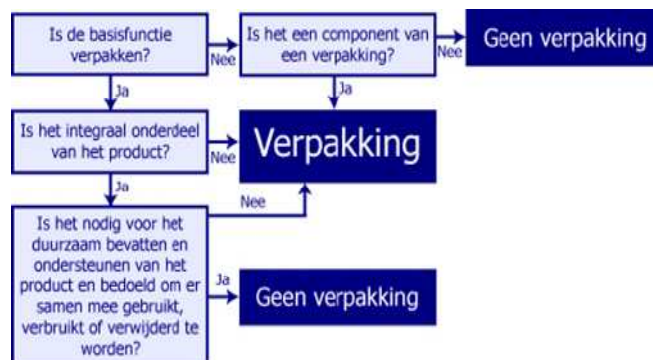 Is de basisfunctie
verpakken?
Nee
Is het een component van
een verpakking?
Nee
Geen verpakking
Ja
Ja
Is het integraal onderdeel
van het product?
Nee
Verpakking
Ja
Nee
Is het nodig voor het
duurzaam bevatten en
ondersteunen van het
product en bedoeld om er
samen mee gebruikt,
verbruikt of verwijderd te
worden?
Ja
Geen verpakking